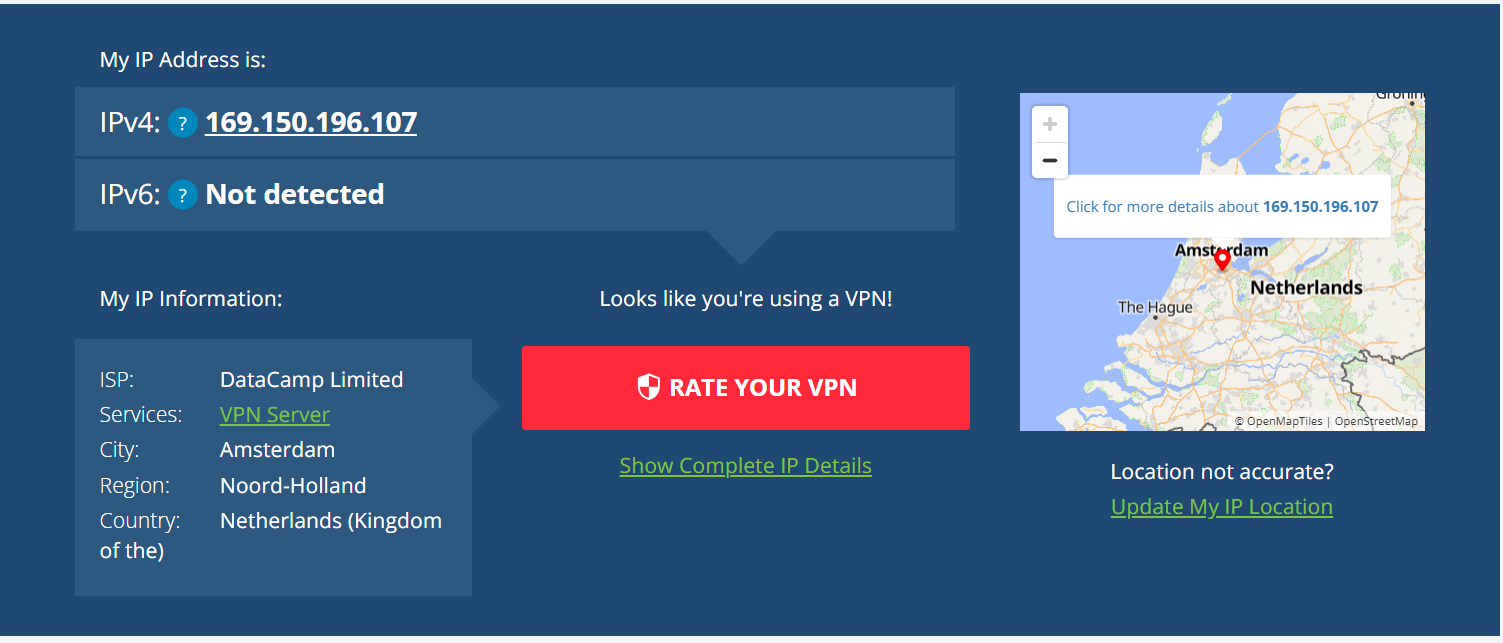 My IP Address is:
IPv4: ? 169.150.196.107
IPv6: ? Not detected
My IP Information:
ISP: DataCamp Limited
Services: VPN Server
City: Amsterdam
Region: Noord-Holland
Country: Netherlands (Kingdom
of the)
Looks like you're using a VPN!
RATE YOUR VPN
Show Complete IP Details
+
−
Click for more details about 169.150.196.107
Amsterdam
Netherlands
The Hague
© OpenMapTiles | OpenStreetMap
Location not accurate?
Update My IP Location